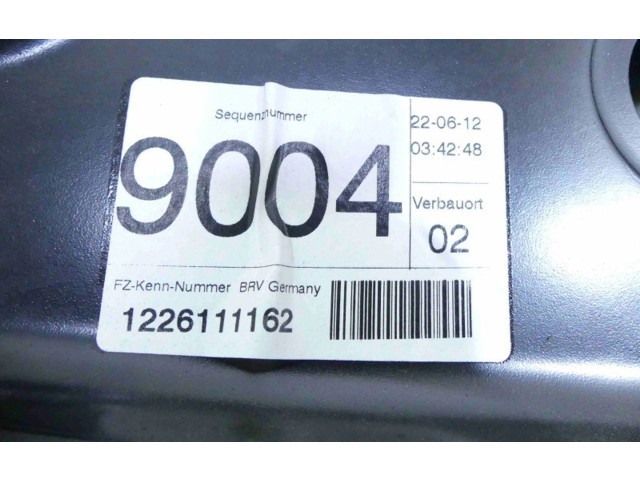 Sequenznummer
9004
22-06-12
03:42:48
Verbauort
02
FZ-Kenn-Nummer BRV Germany
1226111162